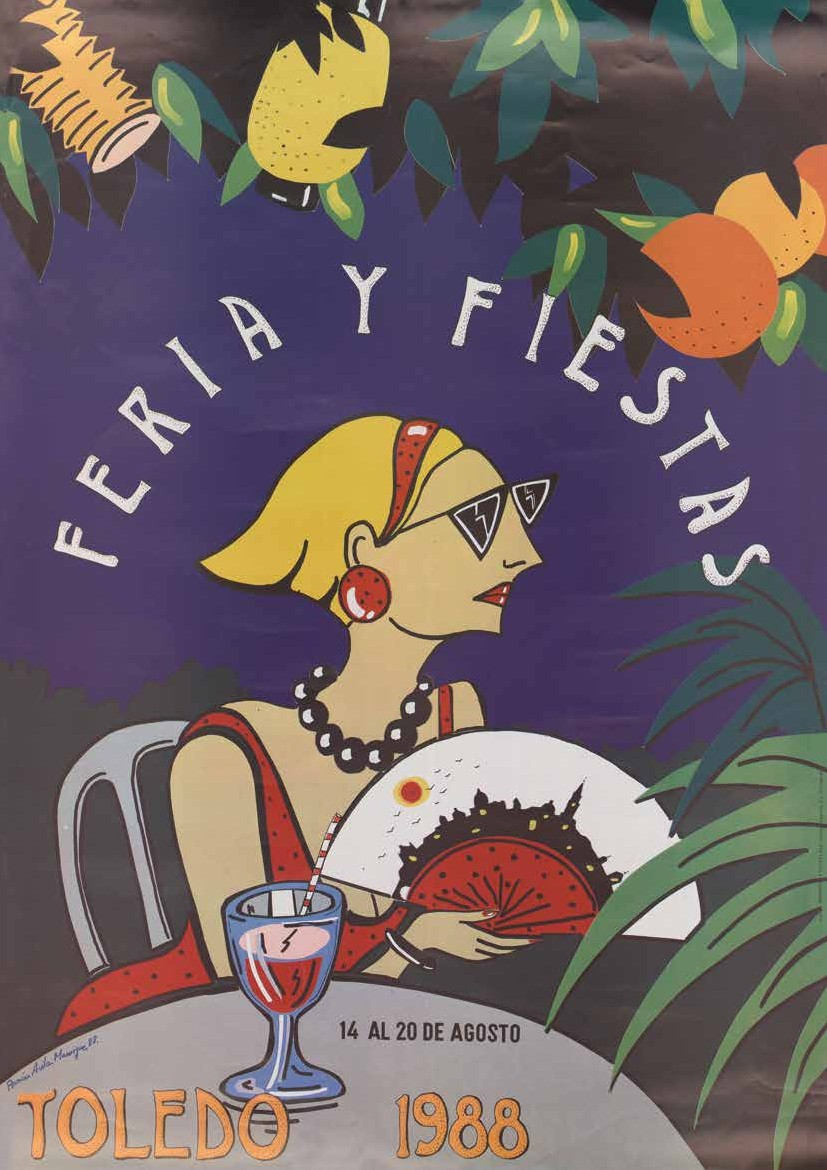 FERIA Y FIESTAS
14 AL 20 DE AGOSTO
TOLEDO 1988